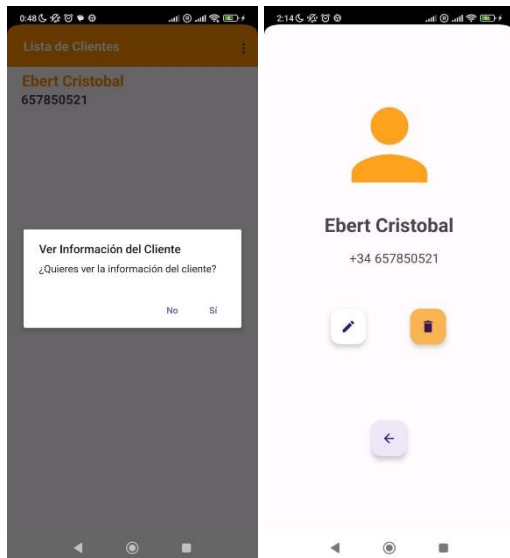 0:48
Lista de Clientes
Ebert Cristobal
657850521
Ver Información del Cliente
¿Quieres ver la información del cliente?
No Sí
2:14
Ebert Cristobal
+34 657850521